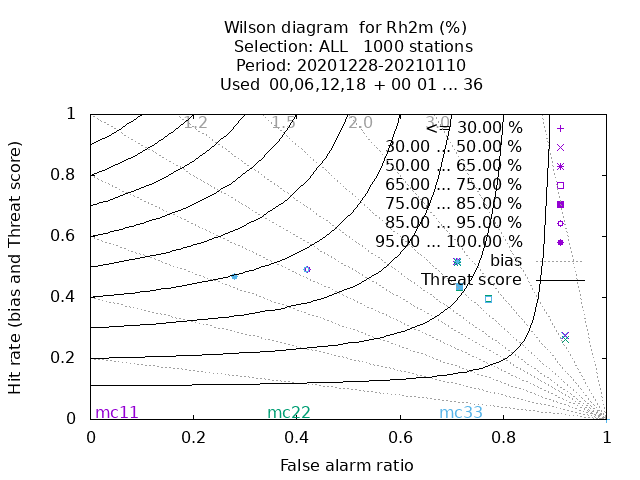 Wilson diagram for Rh2m (%)
Selection: ALL 1000 stations
Period: 20201228-20210110
Used 00,06,12,18 + 00 01 ... 36
1.2 1.5 2.0 3.0
<= 30.00 %
30.00 ... 50.00 %
50.00 ... 65.00 %
65.00 ... 75.00 %
75.00 ... 85.00 %
85.00 ... 95.00 %
95.00 ... 100.00 %
bias
Threat score
Hit rate (bias and Threat score)
1
0.8
0.6
0.4
0.2
0
mc11 mc22 mc33
0 0.2 0.4 0.6 0.8 1
False alarm ratio